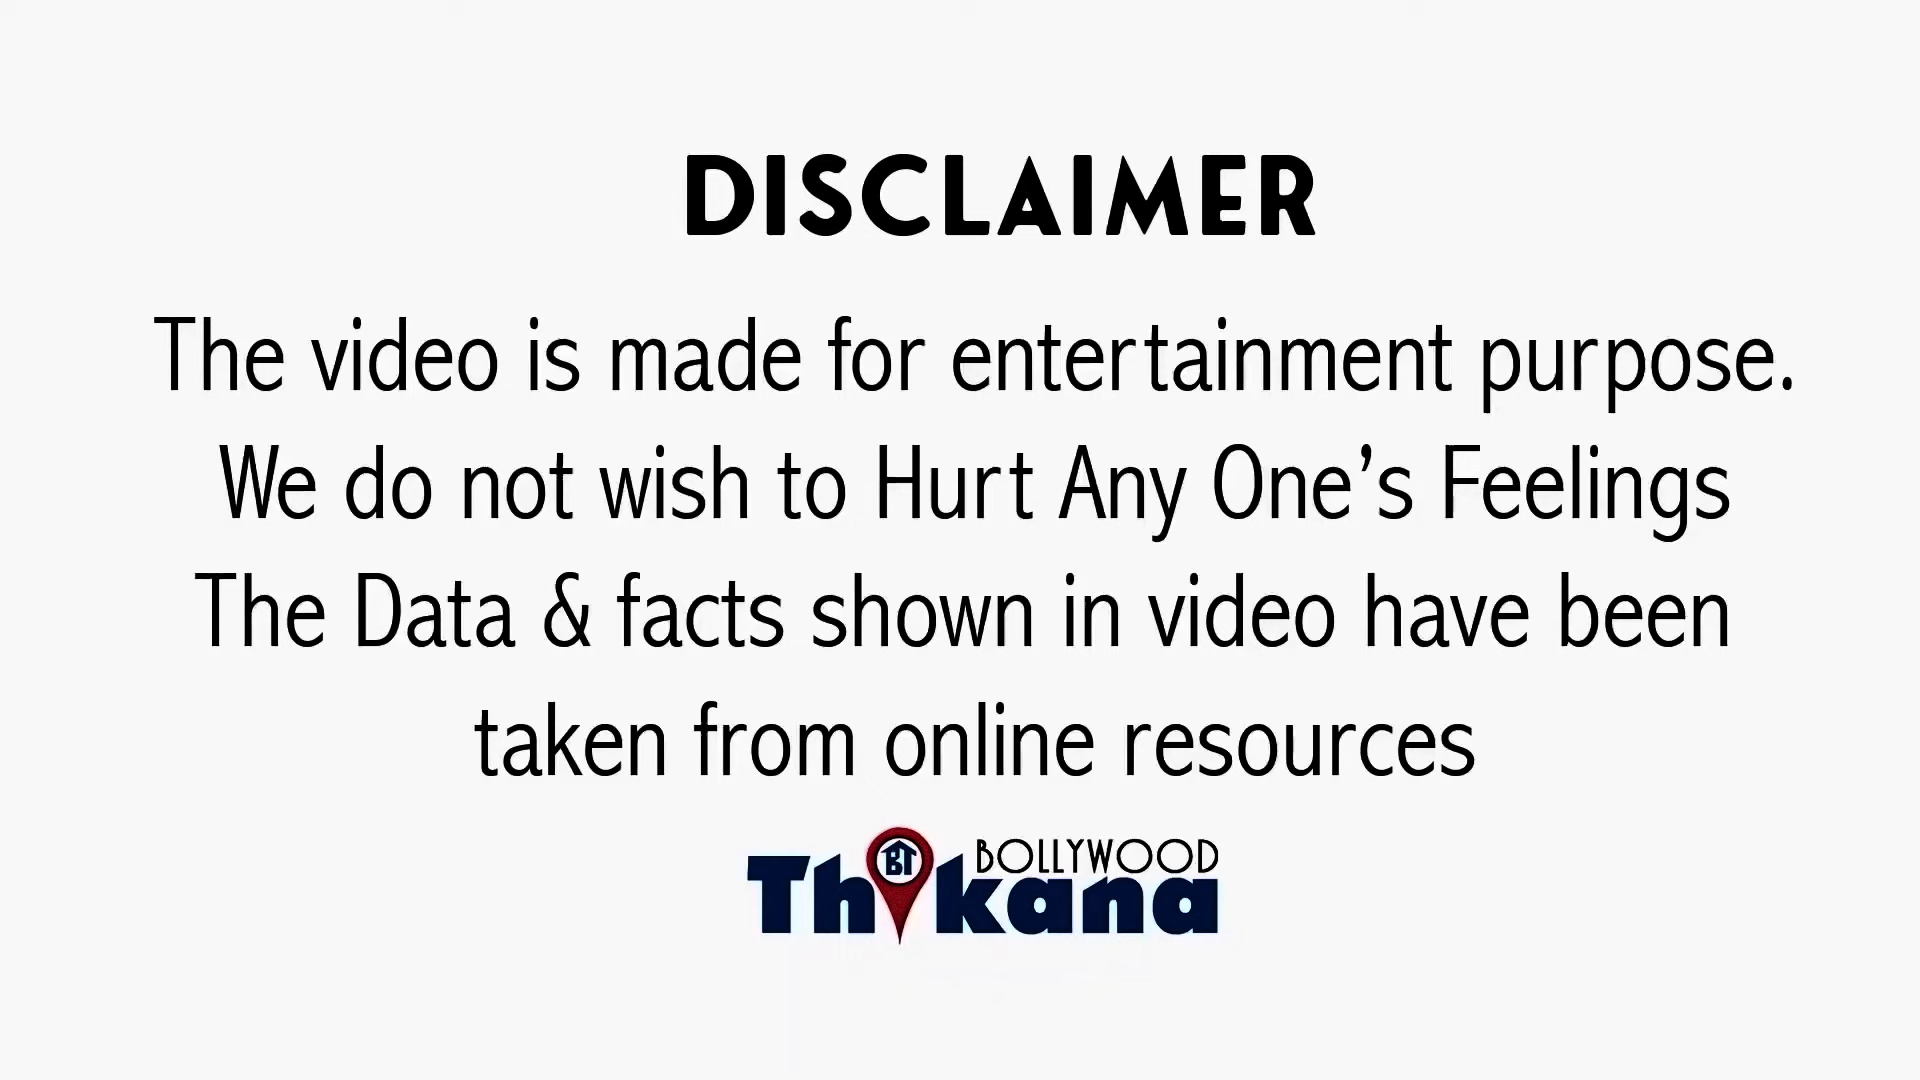 DISCLAIMER
The video is made for entertainment purpose.
We do not wish to Hurt Any One’s Feelings
The Data & facts shown in video have been
taken from online resources
BOLLYWOOD
BT
Thikana